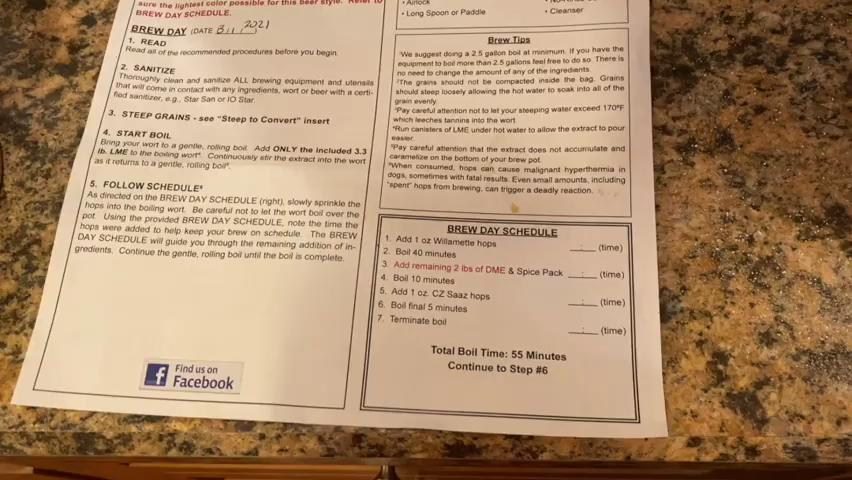 sure the lightest color possible for this beer style. Refer to
BREW DAY SCHEDULE.
BREW DAY (DATE 3/1/2021
1. READ
Read all of the recommended procedures before you begin.
2. SANITIZE
Thoroughly clean and sanitize ALL brewing equipment and utensils
that will come in contact with any ingredients, wort or beer with a certi-
fied sanitizer, e.g., Star San or IO Star.
3. STEEP GRAINS - see “Steep to Convert” insert
4. START BOIL
Bring your wort to a gentle, rolling boil. Add ONLY the included 3.3
lb. LME to the boiling wort⁴. Continuously stir the extract into the wort
as it returns to a gentle, rolling boil⁵.
5. FOLLOW SCHEDULE⁶
As directed on the BREW DAY SCHEDULE (right), slowly sprinkle the
hops into the boiling wort. Be careful not to let the wort boil over the
pot. Using the provided BREW DAY SCHEDULE, note the time the
hops were added to help keep your brew on schedule. The BREW
DAY SCHEDULE will guide you through the remaining addition of in-
gredients. Continue the gentle, rolling boil until the boil is complete.
Find us on
Facebook
• Airlock
• Long Spoon or Paddle
• Cleanser
Brew Tips
¹We suggest doing a 2.5 gallon boil at minimum. If you have the
equipment to boil more than 2.5 gallons feel free to do so. There is
no need to change the amount of any of the ingredients.
²The grains should not be compacted inside the bag. Grains
should steep loosely allowing the hot water to soak into all of the
grain evenly.
³Pay careful attention not to let your steeping water exceed 170°F
which leeches tannins into the wort.
⁴Run canisters of LME under hot water to allow the extract to pour
easier.
⁵Pay careful attention that the extract does not accumulate and
caramelize on the bottom of your brew pot.
⁶When consumed, hops can cause malignant hyperthermia in
dogs, sometimes with fatal results. Even small amounts, including
"spent" hops from brewing, can trigger a deadly reaction.
BREW DAY SCHEDULE
1. Add 1 oz Willamette hops __:__ (time)
2. Boil 40 minutes
3. Add remaining 2 lbs of DME & Spice Pack __:__ (time)
4. Boil 10 minutes
5. Add 1 oz. CZ Saaz hops __:__ (time)
6. Boil final 5 minutes
7. Terminate boil __:__ (time)
Total Boil Time: 55 Minutes
Continue to Step #6